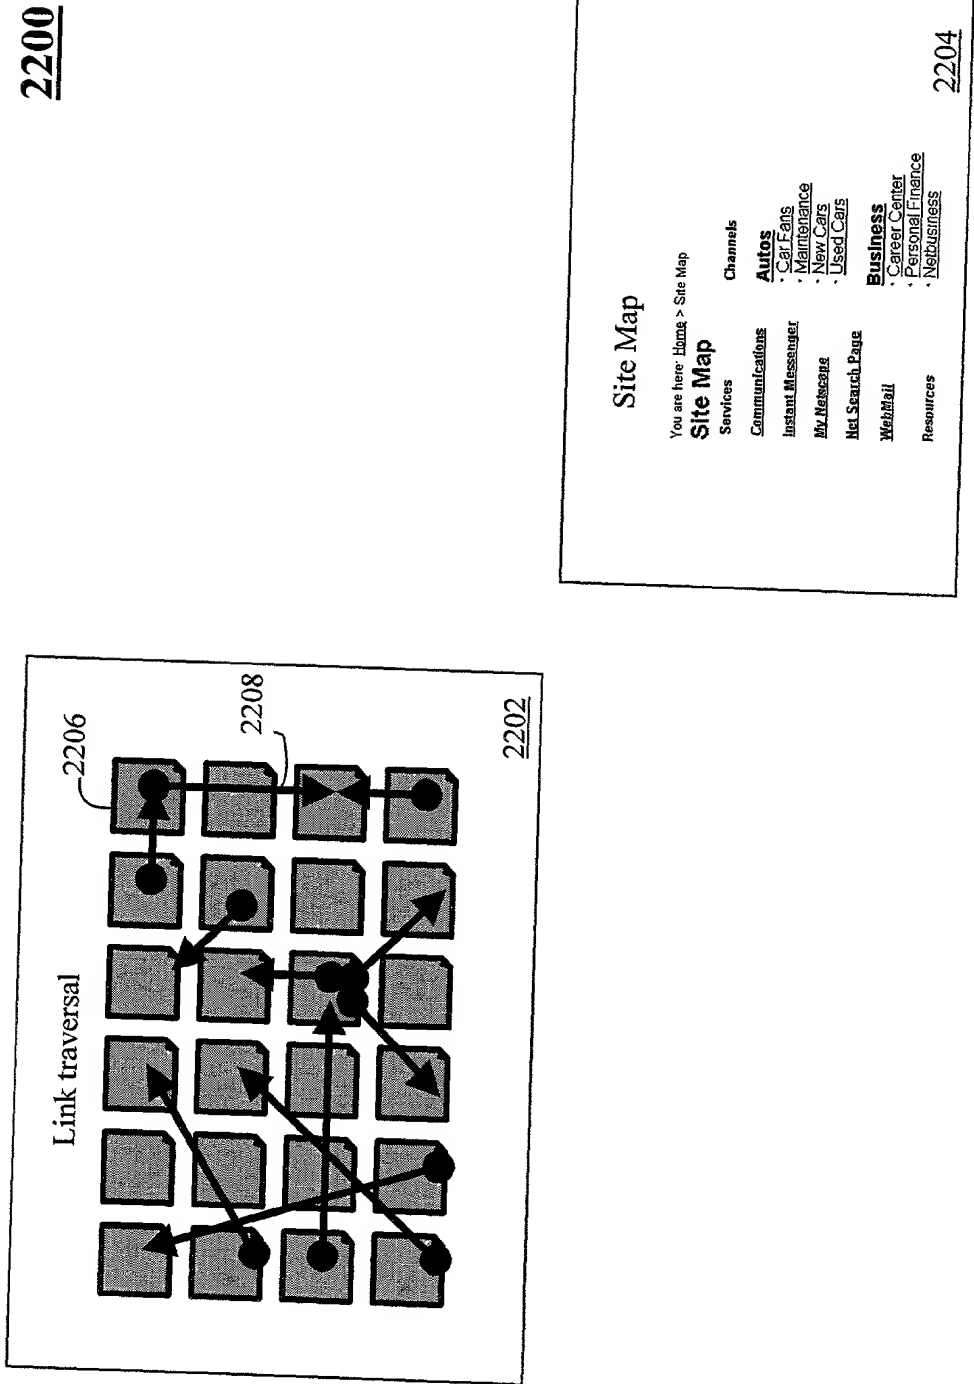 2200
Link traversal
2206
2208
2202
Site Map
You are here: Home > Site Map
Site Map
Services
Channels
Communications
Instant Messenger
My Netscape
Net Search Page
WebMail
Resources
Autos
· Car Fans
· Maintenance
· New Cars
· Used Cars
Business
· Career Center
· Personal Finance
· Netbusiness
2204